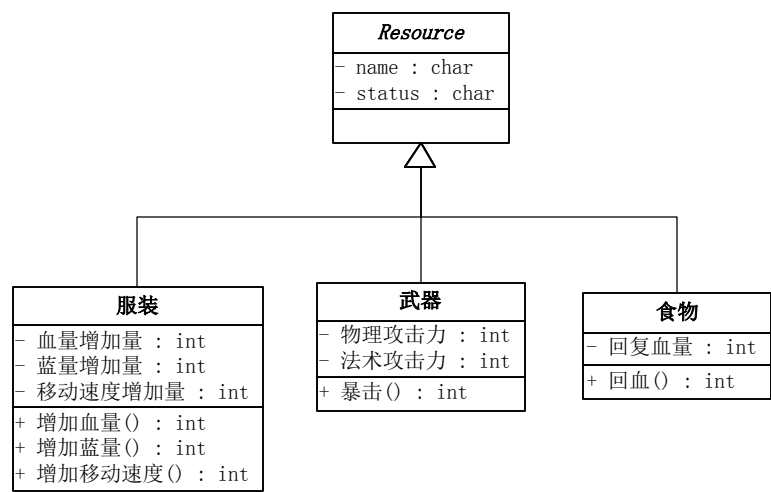 Resource
- name : char
- status : char
服装
- 血量增加量 : int
- 蓝量增加量 : int
- 移动速度增加量 : int
+ 增加血量() : int
+ 增加蓝量() : int
+ 增加移动速度() : int
武器
- 物理攻击力 : int
- 法术攻击力 : int
+ 暴击() : int
食物
- 回复血量 : int
+ 回血() : int